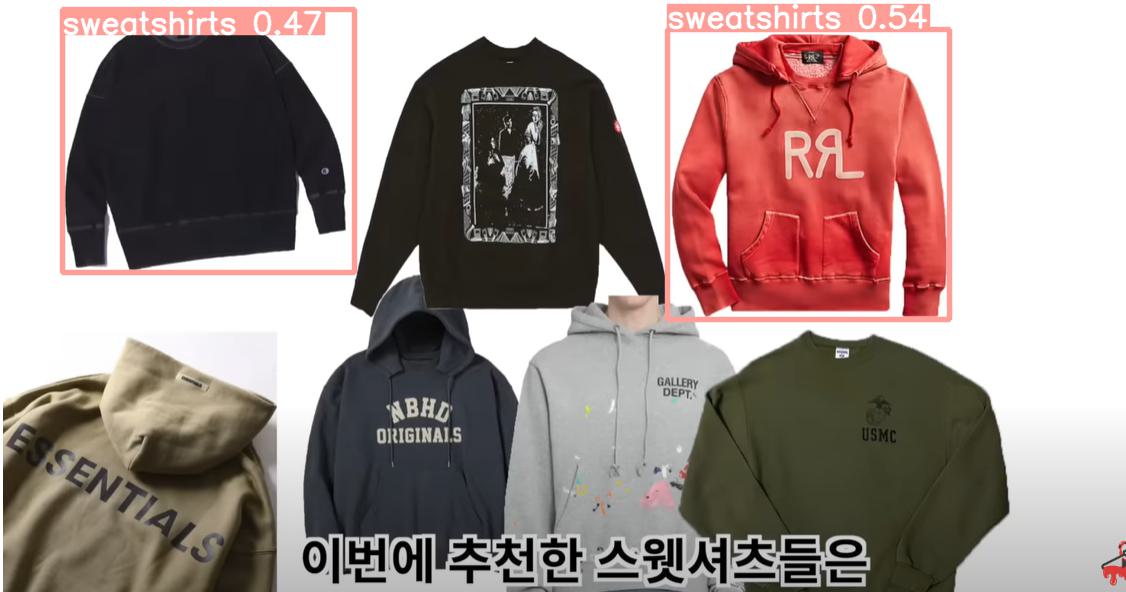 sweatshirts 0.47
sweatshirts 0.54
RRL
ESSENTIALS
NBHD
ORIGINALS
GALLERY
DEPT.
USMC
이번에 추천한 스웻셔츠들은